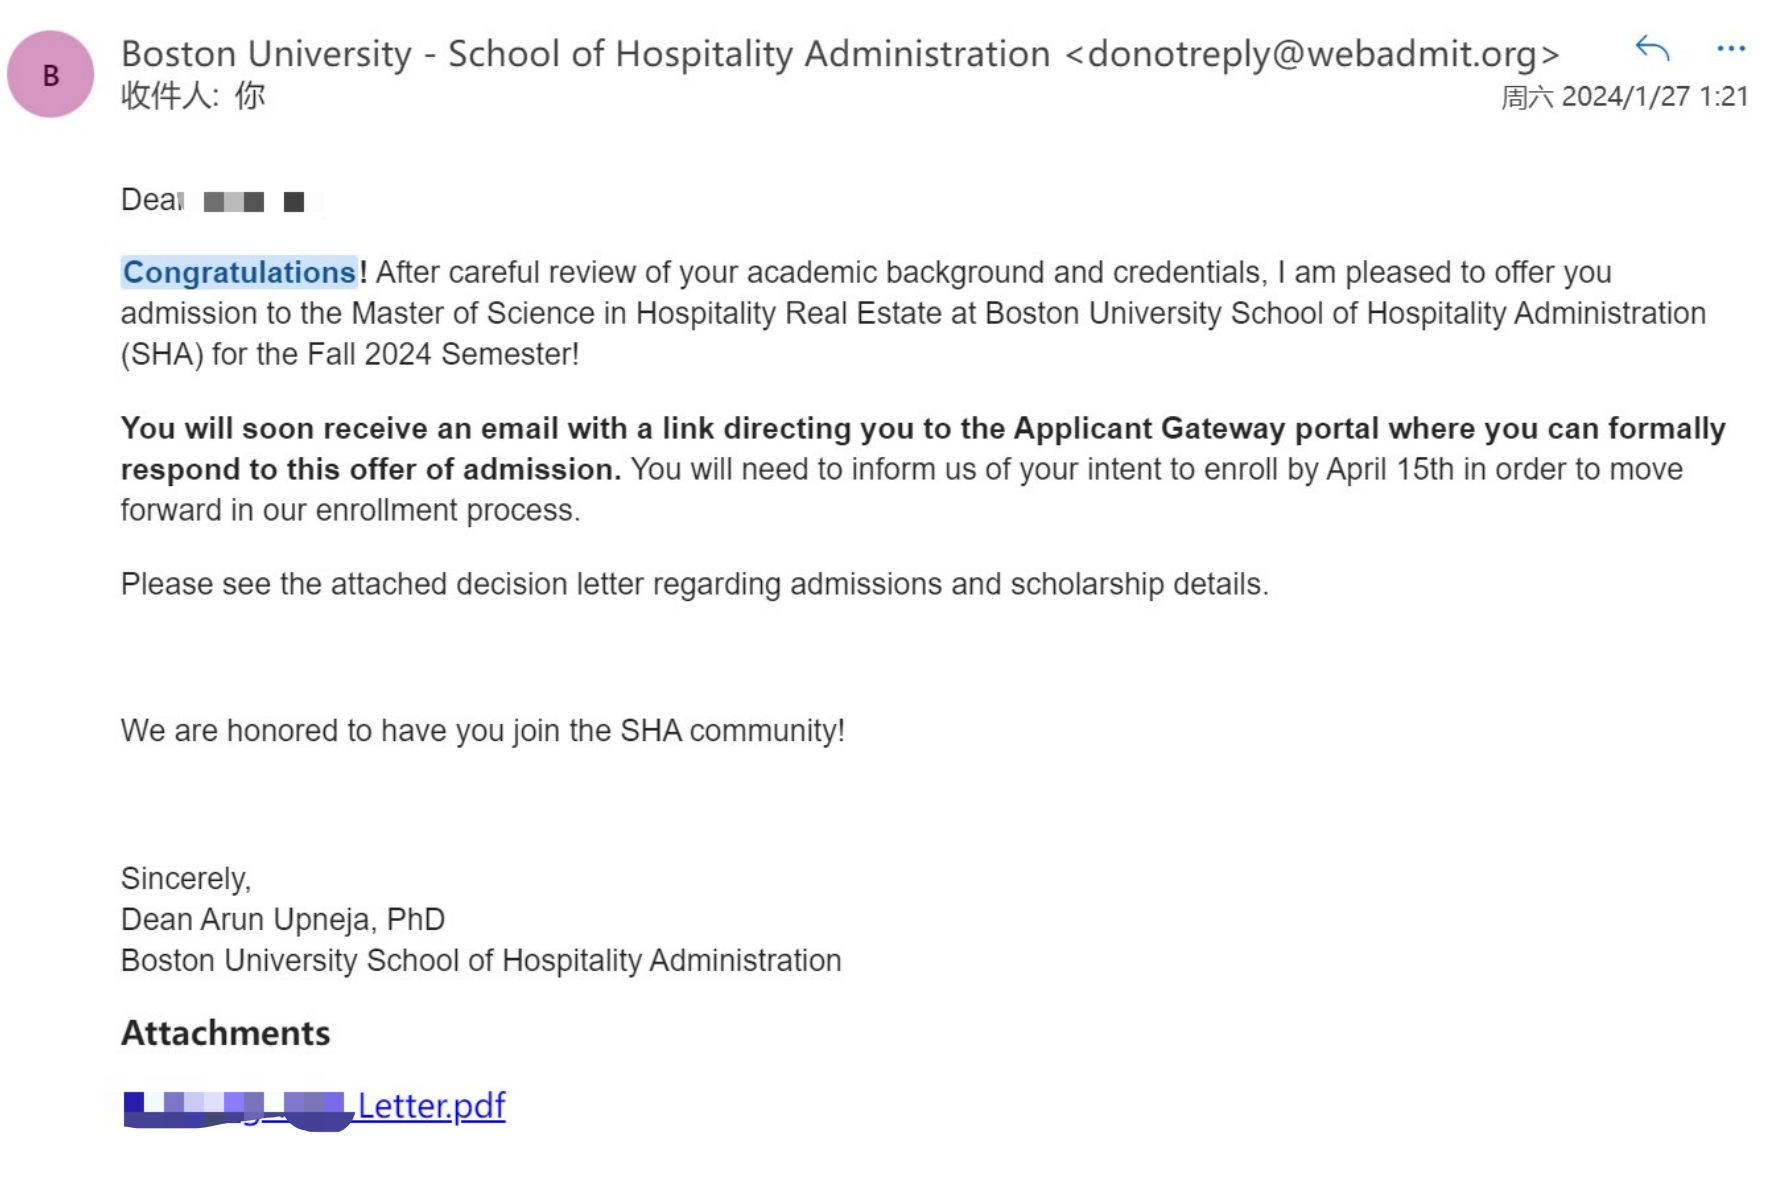 B
Boston University - School of Hospitality Administration <donotreply@webadmit.org>
收件人: 你
周六 2024/1/27 1:21
Dear
Congratulations! After careful review of your academic background and credentials, I am pleased to offer you
admission to the Master of Science in Hospitality Real Estate at Boston University School of Hospitality Administration
(SHA) for the Fall 2024 Semester!
You will soon receive an email with a link directing you to the Applicant Gateway portal where you can formally
respond to this offer of admission. You will need to inform us of your intent to enroll by April 15th in order to move
forward in our enrollment process.
Please see the attached decision letter regarding admissions and scholarship details.
We are honored to have you join the SHA community!
Sincerely,
Dean Arun Upneja, PhD
Boston University School of Hospitality Administration
Attachments
Letter.pdf